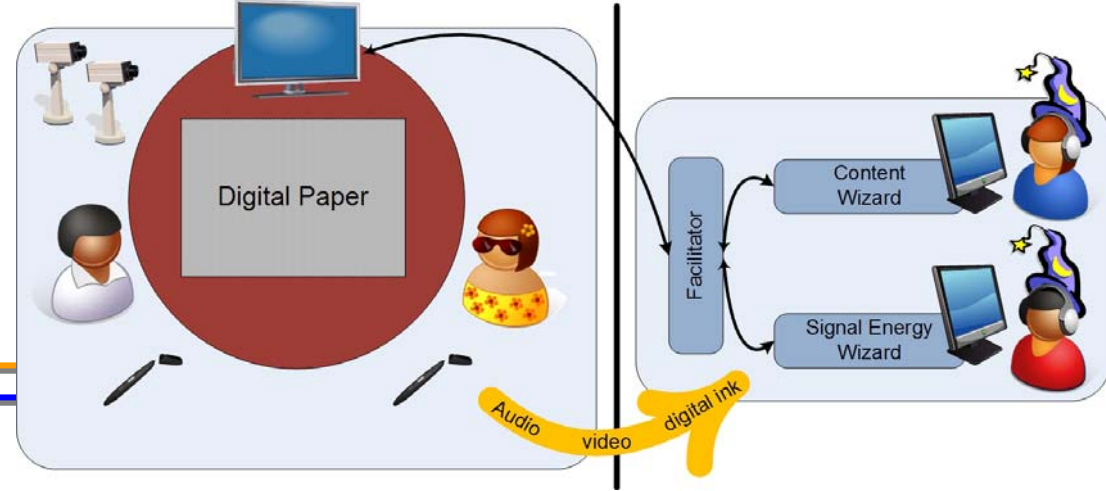 Digital Paper
Facilitator
Content
Wizard
Signal Energy
Wizard
Audio
video
digital ink